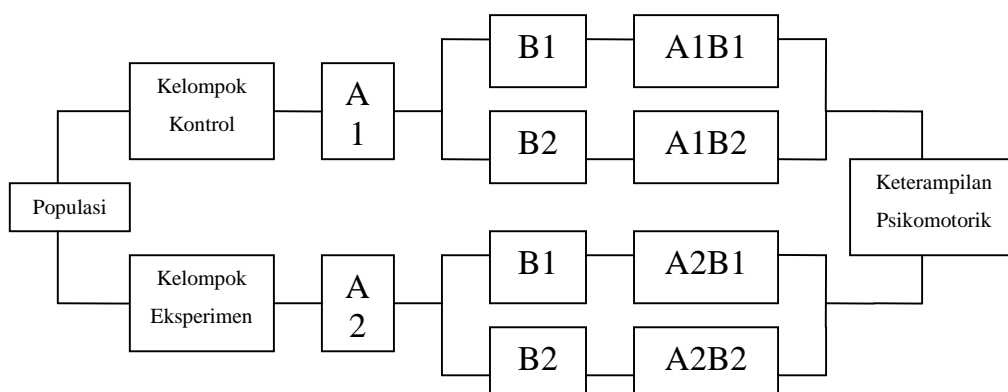 B1
A1B1
Kelompok
Kontrol
A
1
B2
A1B2
Populasi
Keterampilan
Psikomotorik
Kelompok
Eksperimen
A
2
B1
A2B1
B2
A2B2